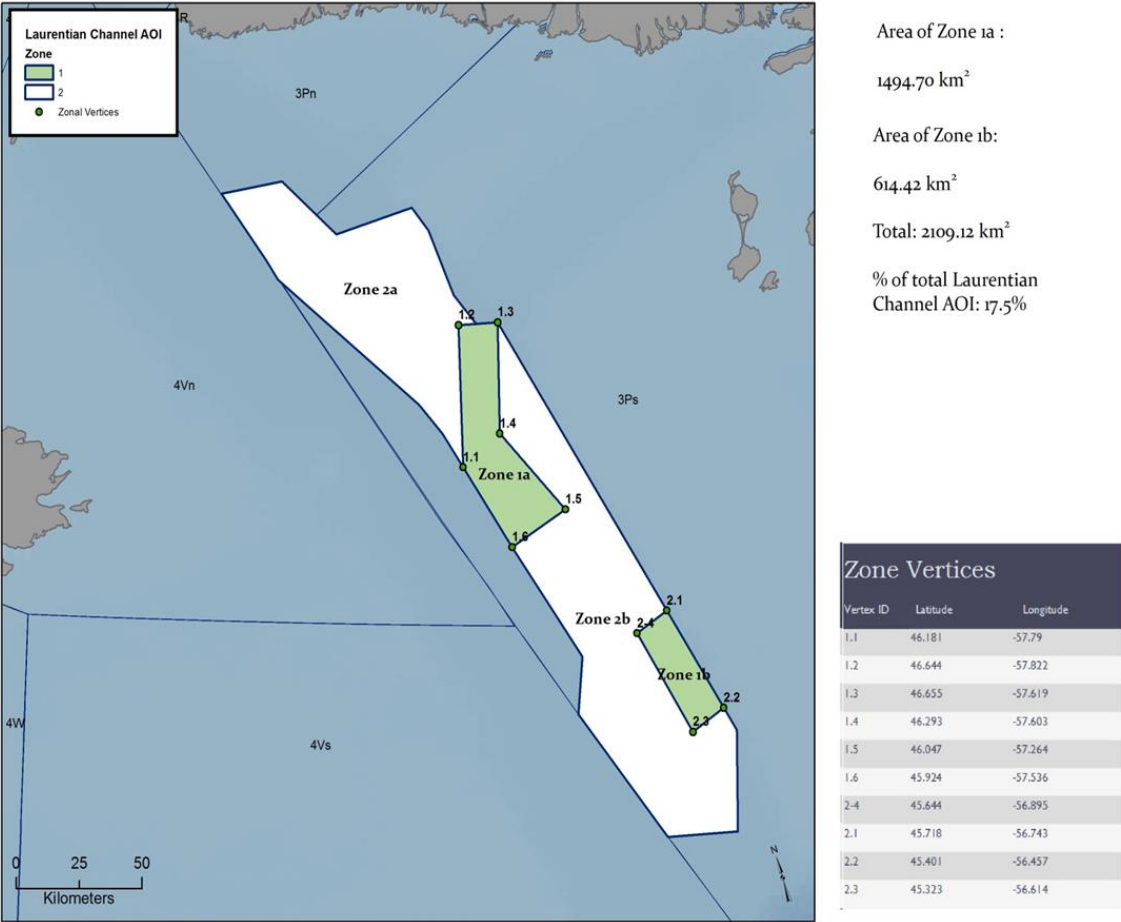 Laurentian Channel AOI
Zone
1
2
Zonal Vertices
R
3Pn
Zone 2a
1.2
1.3
4Vn
3Ps
1.4
1.1
Zone 1a
1.5
1.6
2.1
Zone 2b
2-4
Zone 1b
2.2
2.3
4W
4Vs
0 25 50
Kilometers
N
Area of Zone 1a :
1494.70 km²
Area of Zone 1b:
614.42 km²
Total: 2109.12 km²
% of total Laurentian
Channel AOI: 17.5%
Zone Vertices
Vertex ID Latitude Longitude
1.1 46.181 -57.79
1.2 46.644 -57.822
1.3 46.655 -57.619
1.4 46.293 -57.603
1.5 46.047 -57.264
1.6 45.924 -57.536
2-4 45.644 -56.895
2.1 45.718 -56.743
2.2 45.401 -56.457
2.3 45.323 -56.614